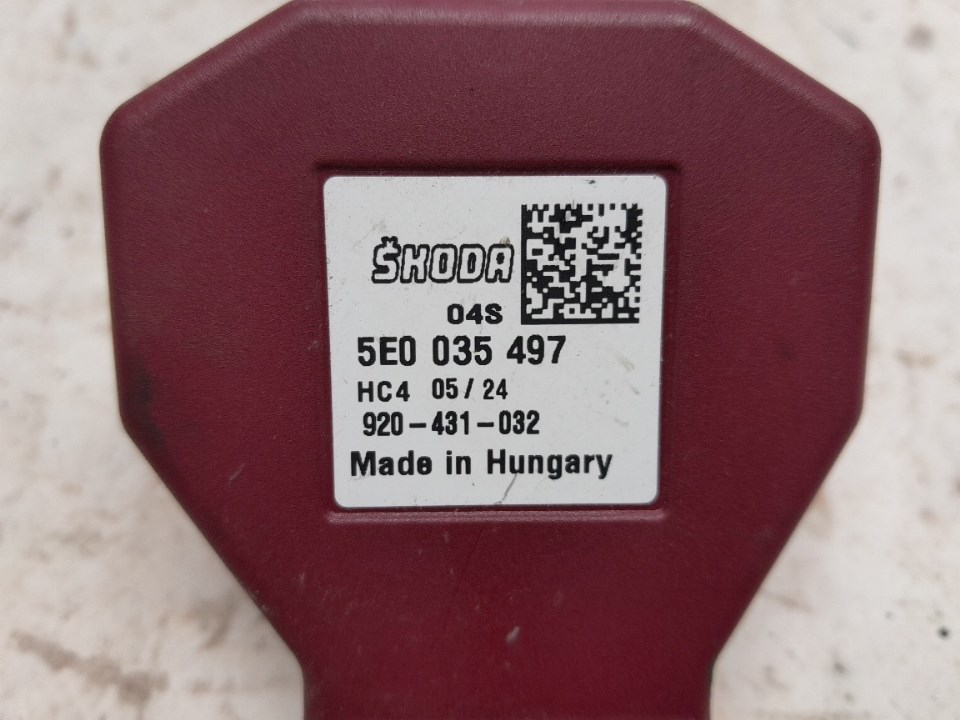 ŠKODA
04S
5E0 035 497
HC4 05/24
920-431-032
Made in Hungary